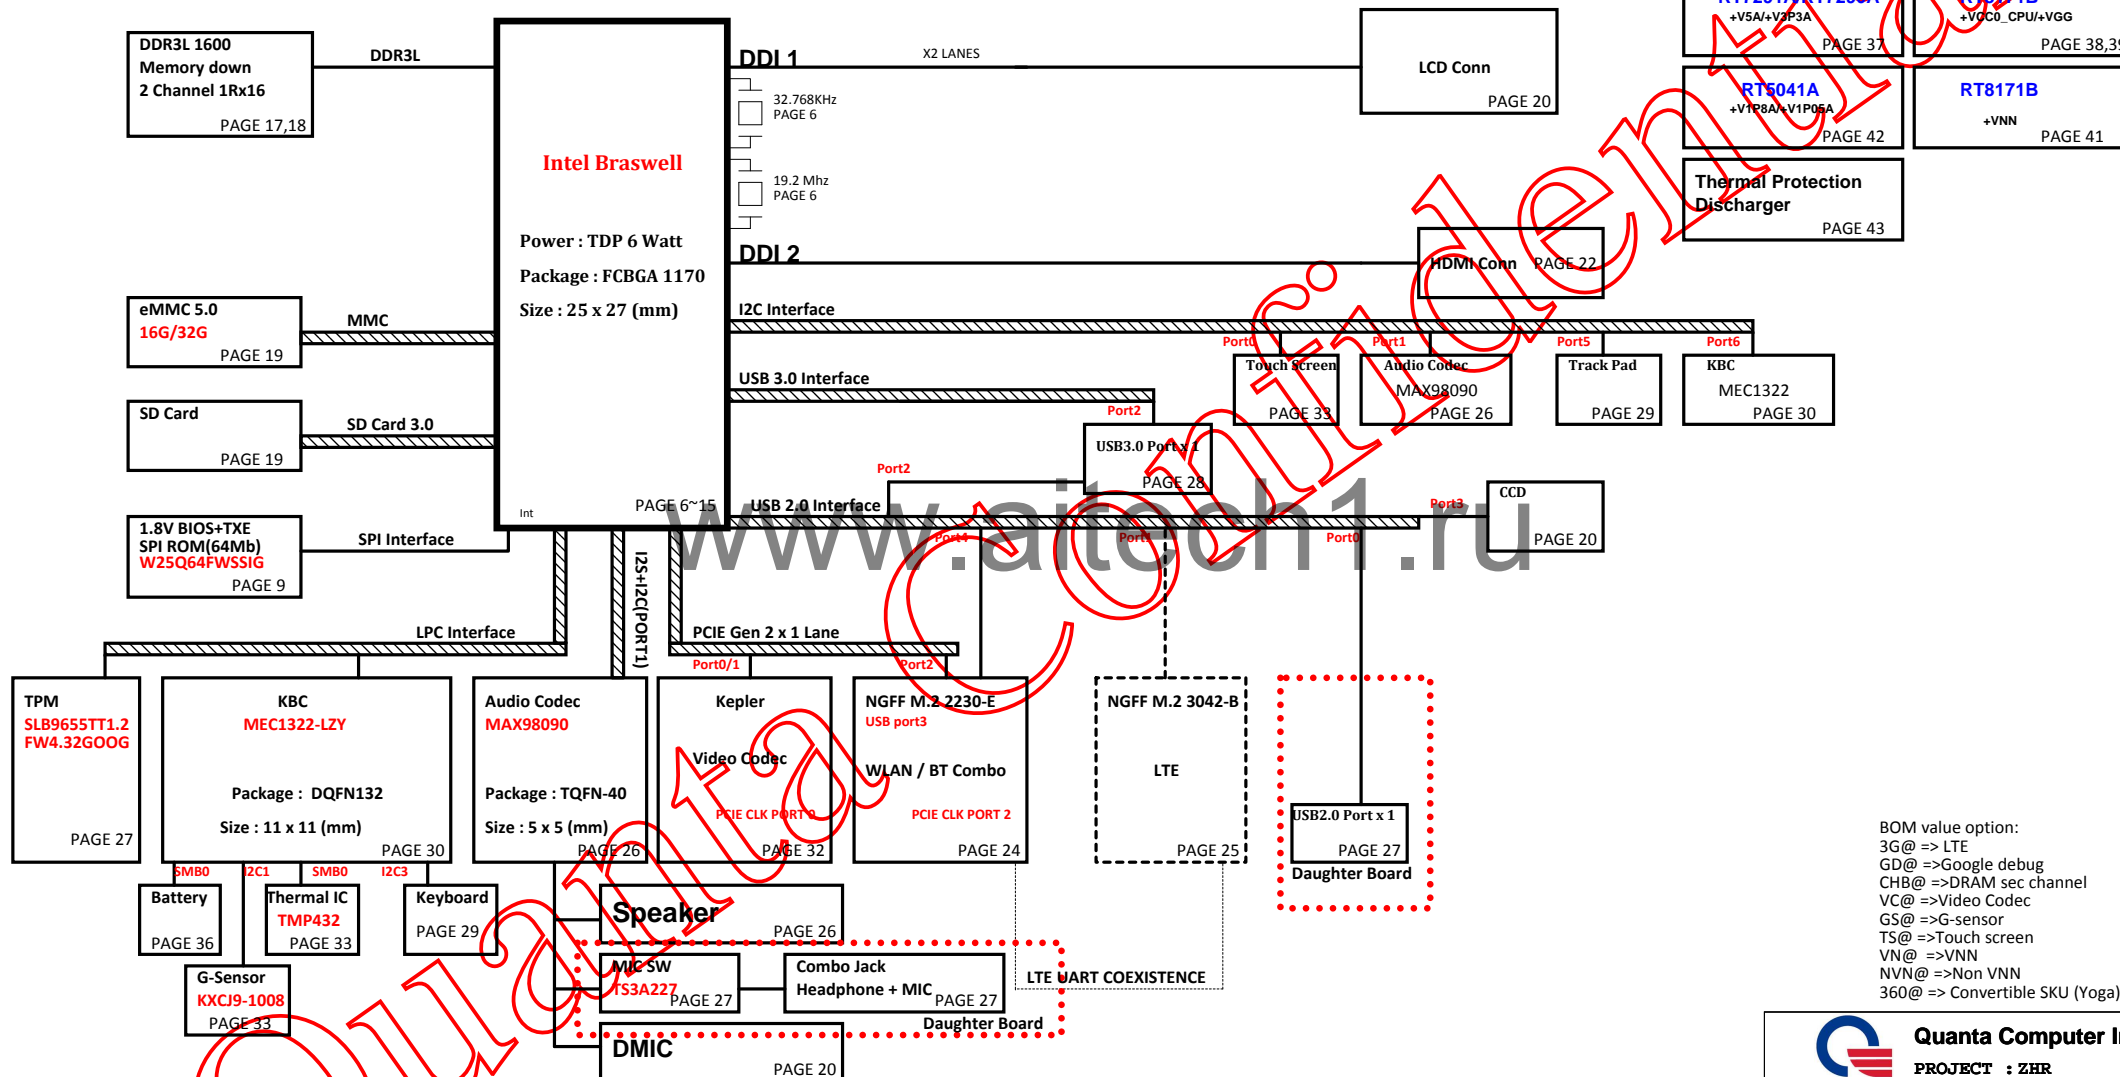 DDR3L 1600
Memory down
2 Channel 1Rx16
PAGE 17,18
DDR3L
eMMC 5.0
16G/32G
PAGE 19
MMC
SD Card
PAGE 19
SD Card 3.0
1.8V BIOS+TXE
SPI ROM(64Mb)
W25Q64FWSSIG
PAGE 9
SPI Interface
Intel Braswell
Power : TDP 6 Watt
Package : FCBGA 1170
Size : 25 x 27 (mm)
Int
PAGE 6~15
DDI 1
X2 LANES
32.768KHz
PAGE 6
19.2 Mhz
PAGE 6
DDI 2
LCD Conn
PAGE 20
HDMI Conn
PAGE 22
+V5A/+V3P3A
PAGE 37
+VCC0_CPU/+VGG
PAGE 38,39
RT5041A
+V1P8A/+V1P05A
PAGE 42
RT8171B
+VNN
PAGE 41
Thermal Protection
Discharger
PAGE 43
I2C Interface
Port0
Touch Screen
PAGE 33
Port1
Audio Codec
MAX98090
PAGE 26
Port5
Track Pad
PAGE 29
Port6
KBC
MEC1322
PAGE 30
USB 3.0 Interface
Port2
USB3.0 Port x 1
PAGE 28
Port2
USB 2.0 Interface
Port4
Port1
Port0
Port3
CCD
PAGE 20
www.aitech1.ru
LPC Interface
I2S+I2C(PORT1)
PCIE Gen 2 x 1 Lane
Port0/1
Port2
TPM
SLB9655TT1.2
FW4.32GOOG
PAGE 27
KBC
MEC1322-LZY
Package : DQFN132
Size : 11 x 11 (mm)
PAGE 30
Audio Codec
MAX98090
Package : TQFN-40
Size : 5 x 5 (mm)
PAGE 26
Kepler
Video Codec
PCIE CLK PORT 0
PAGE 32
NGFF M.2 2230-E
USB port3
WLAN / BT Combo
PCIE CLK PORT 2
PAGE 24
NGFF M.2 3042-B
LTE
PAGE 25
USB2.0 Port x 1
PAGE 27
Daughter Board
SMB0
I2C1
SMB0
I2C3
Battery
PAGE 36
Thermal IC
TMP432
PAGE 33
Keyboard
PAGE 29
G-Sensor
KXCJ9-1008
PAGE 33
Speaker
PAGE 26
MIC SW
TS3A227
PAGE 27
Combo Jack
Headphone + MIC
PAGE 27
Daughter Board
DMIC
PAGE 20
LTE UART COEXISTENCE
BOM value option:
3G@ => LTE
GD@ =>Google debug
CHB@ =>DRAM sec channel
VC@ =>Video Codec
GS@ =>G-sensor
TS@ =>Touch screen
VN@ =>VNN
NVN@ =>Non VNN
360@ => Convertible SKU (Yoga)
Quanta Confidential
Quanta Computer
PROJECT : ZHR